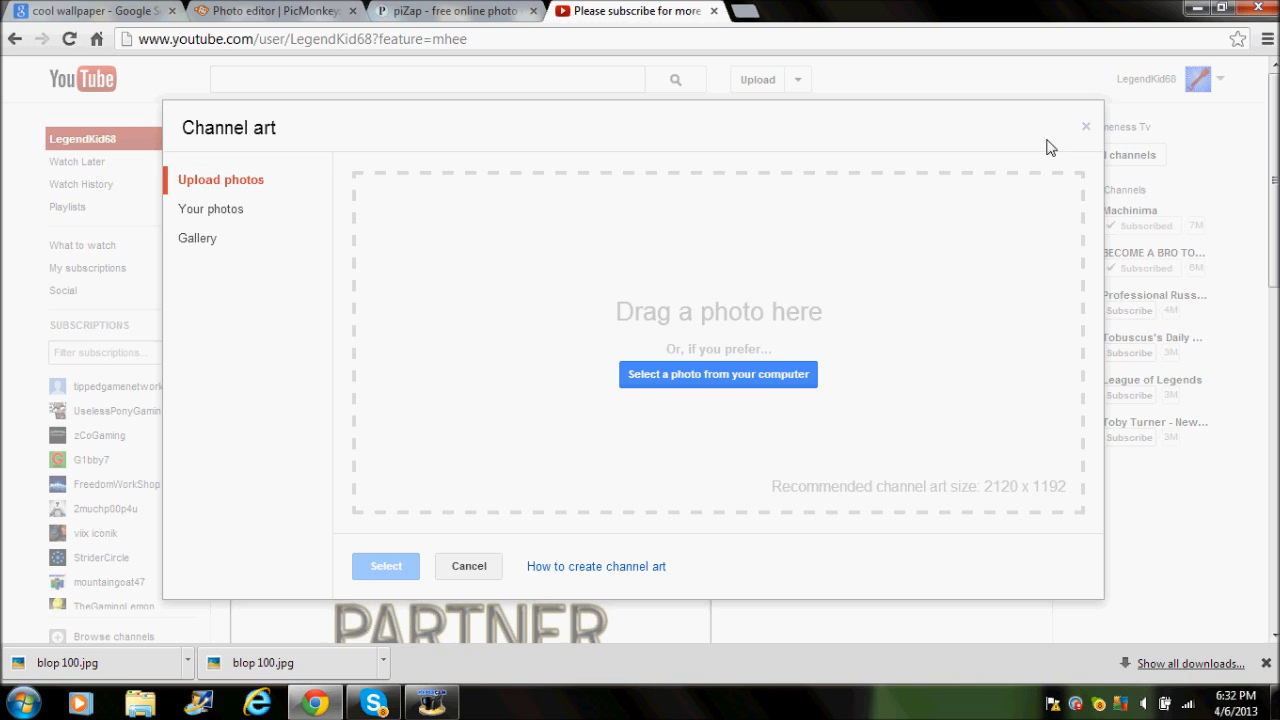 cool wallpaper - Google S
Photo editor | PicMonkey:
piZap - free online photo
Please subscribe for more
www.youtube.com/user/LegendKid68?feature=mhee
YouTube
Upload
LegendKid68
Channel art
Upload photos
Your photos
Gallery
Drag a photo here
Or, if you prefer...
Select a photo from your computer
Recommended channel art size: 2120 x 1192
Select
Cancel
How to create channel art
LegendKid68
Watch Later
Watch History
Playlists
What to watch
My subscriptions
Social
SUBSCRIPTIONS
Filter subscriptions...
tippedgamenetwork
UselessPonyGamin
zCoGaming
G1bby7
FreedomWorkShop
2muchp00p4u
viix iconik
StriderCircle
mountaingoat47
TheGamingLemon
Browse channels
meness Tv
l channels
Channels
Machinima
Subscribed 7M
BECOME A BRO TO...
Subscribed 6M
Professional Russ...
Subscribe 4M
Tobuscus's Daily ...
Subscribe 3M
League of Legends
Subscribe 3M
Toby Turner - New...
Subscribe 3M
PARTNER
blop 100.jpg
blop 100.jpg
Show all downloads...
6:32 PM
4/6/2013